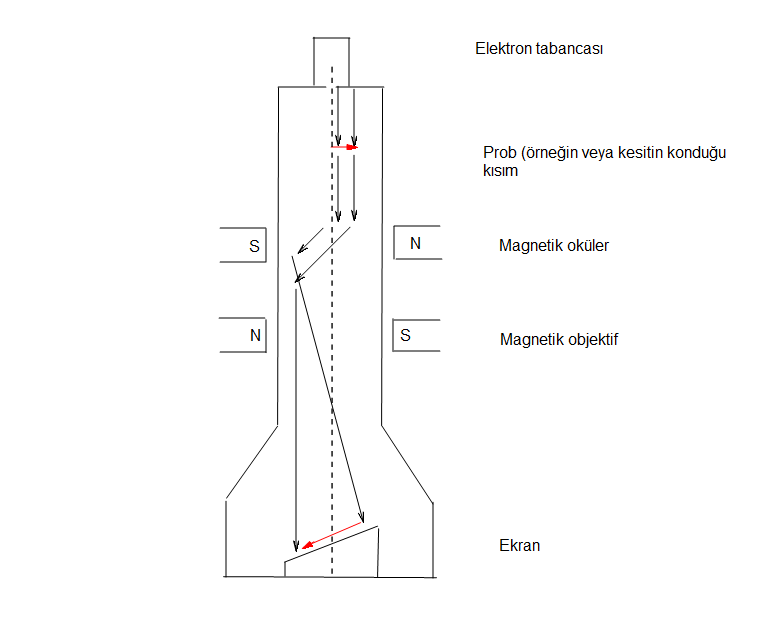 Elektron tabancası
Prob (örneğin veya kesitin konduğu
kısım
S
N
Magnetik oküler
N
S
Magnetik objektif
Ekran